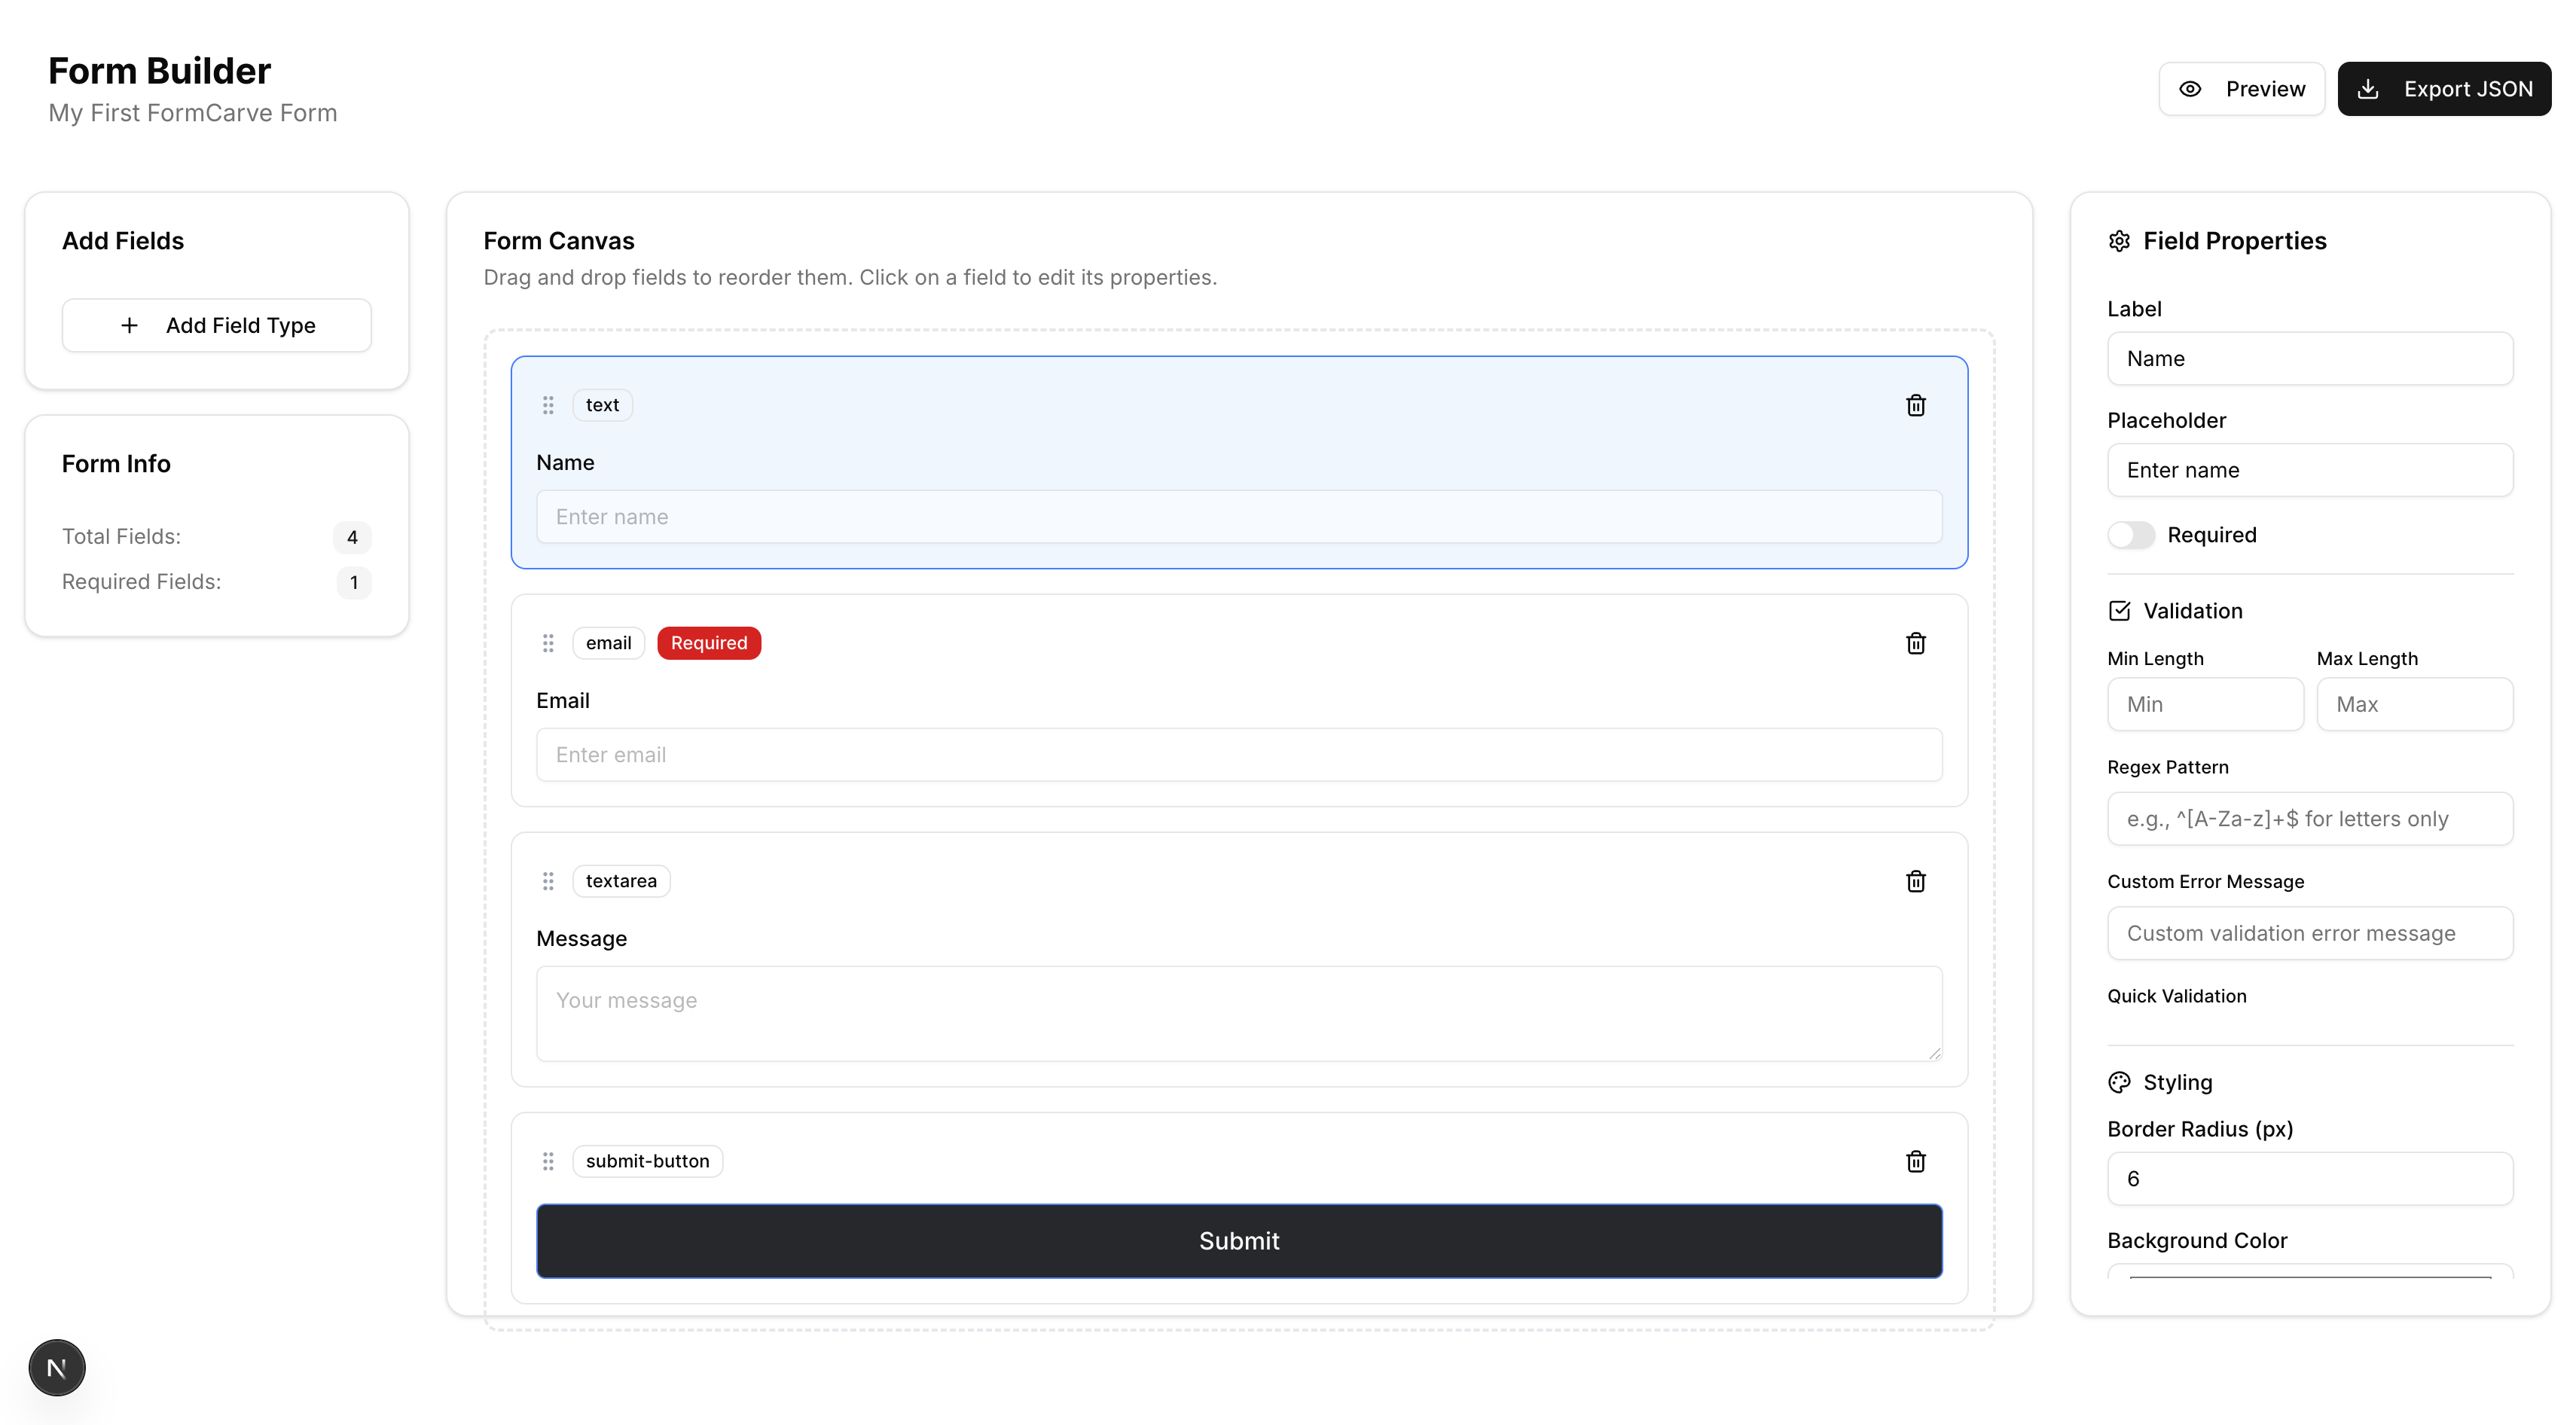 Form Builder
My First FormCarve Form
Preview
Export JSON
Add Fields
Add Field Type
Form Info
Total Fields: 4
Required Fields: 1
Form Canvas
Drag and drop fields to reorder them. Click on a field to edit its properties.
text
Name
Enter name
email Required
Email
Enter email
textarea
Message
Your message
submit-button
Submit
Field Properties
Label
Name
Placeholder
Enter name
Required
Validation
Min Length Max Length
Min Max
Regex Pattern
e.g., ^[A-Za-z]+$ for letters only
Custom Error Message
Custom validation error message
Quick Validation
Styling
Border Radius (px)
6
Background Color
N